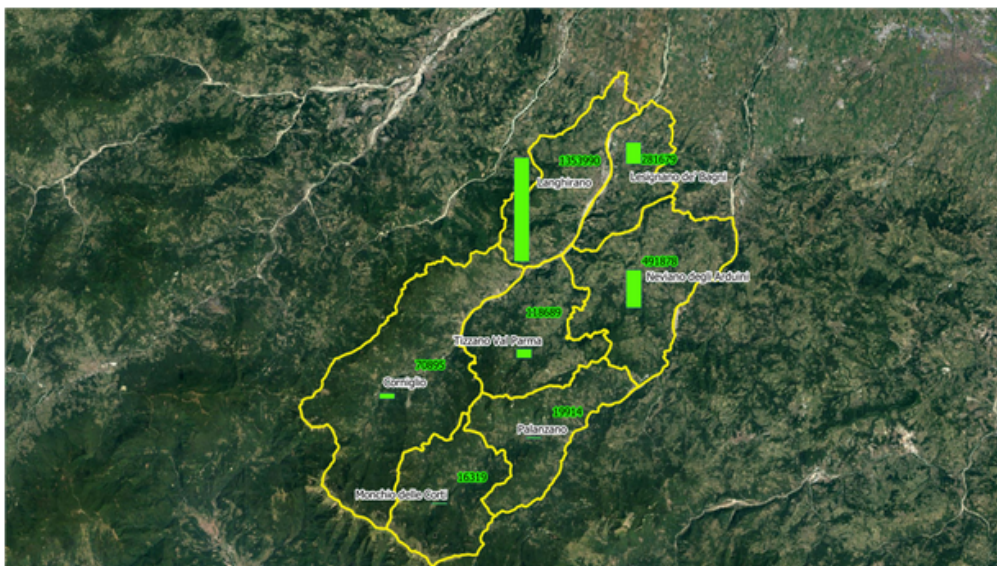 1353990
Langhirano
281679
Lesignano de' Bagni
491878
Neviano degli Arduini
118689
Tizzano Val Parma
70895
Corniglio
19914
Palanzano
16319
Monchio delle Corti